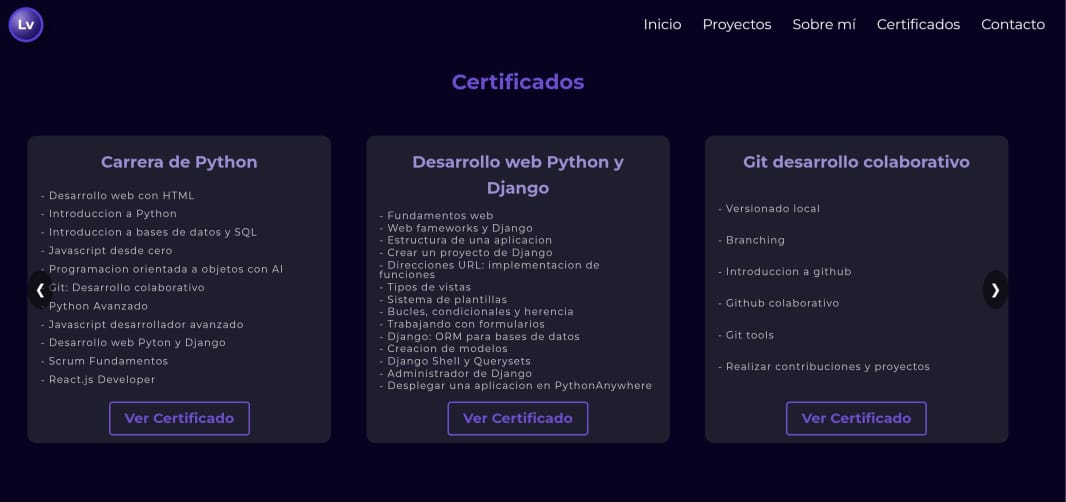 Lv
Inicio Proyectos Sobre mí Certificados Contacto
Certificados
Carrera de Python
- Desarrollo web con HTML
- Introduccion a Python
- Introduccion a bases de datos y SQL
- Javascript desde cero
- Programacion orientada a objetos con AI
Git: Desarrollo colaborativo
Python Avanzado
- Javascript desarrollador avanzado
- Desarrollo web Pyton y Django
- Scrum Fundamentos
- React.js Developer
Ver Certificado
Desarrollo web Python y
Django
- Fundamentos web
- Web fameworks y Django
- Estructura de una aplicacion
- Crear un proyecto de Django
- Direcciones URL: implementacion de
funciones
- Tipos de vistas
- Sistema de plantillas
- Bucles, condicionales y herencia
- Trabajando con formularios
- Django: ORM para bases de datos
- Creacion de modelos
- Django Shell y Querysets
- Administrador de Django
- Desplegar una aplicacion en PythonAnywhere
Ver Certificado
Git desarrollo colaborativo
- Versionado local
- Branching
- Introduccion a github
- Github colaborativo
- Git tools
- Realizar contribuciones y proyectos
Ver Certificado